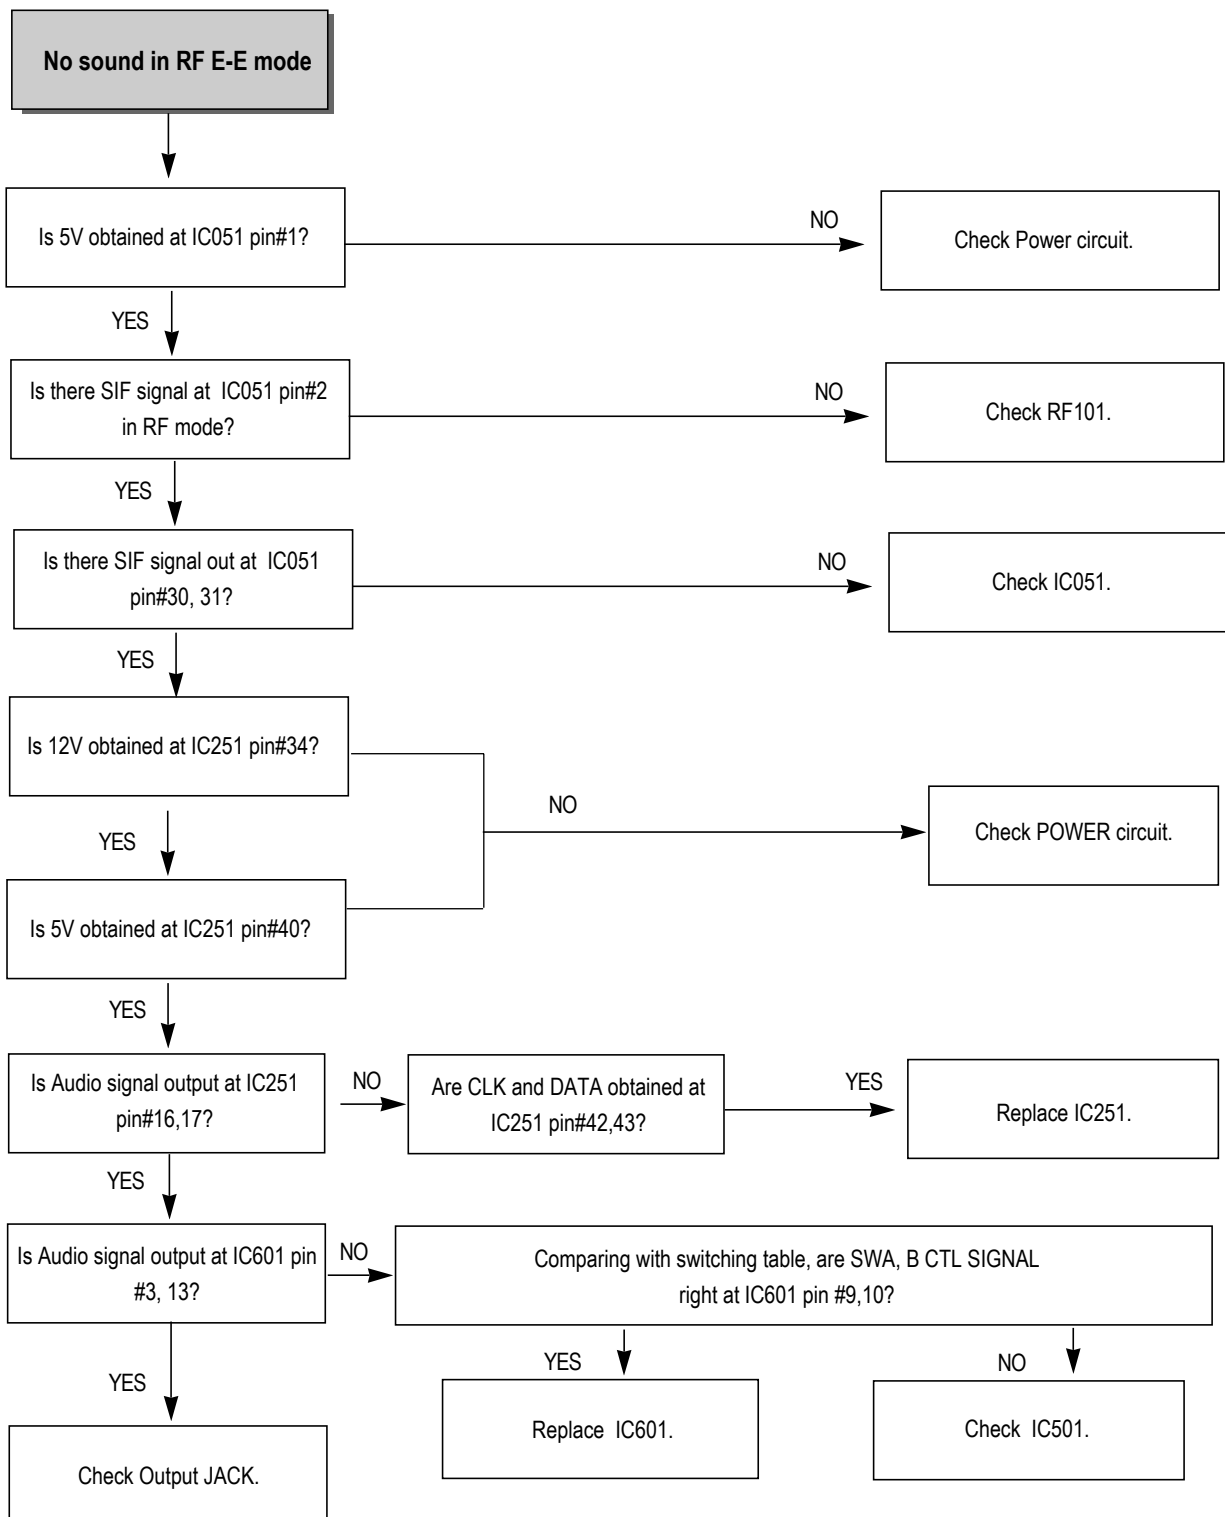 No sound in RF E-E mode
Is 5V obtained at IC051 pin#1?
NO
Check Power circuit.
YES
Is there SIF signal at IC051 pin#2
in RF mode?
NO
Check RF101.
YES
Is there SIF signal out at IC051
pin#30, 31?
NO
Check IC051.
YES
Is 12V obtained at IC251 pin#34?
NO
Check POWER circuit.
YES
Is 5V obtained at IC251 pin#40?
YES
Is Audio signal output at IC251
pin#16,17?
NO
Are CLK and DATA obtained at
IC251 pin#42,43?
YES
Replace IC251.
YES
Is Audio signal output at IC601 pin
#3, 13?
NO
Comparing with switching table, are SWA, B CTL SIGNAL
right at IC601 pin #9,10?
YES
Replace IC601.
NO
Check IC501.
YES
Check Output JACK.